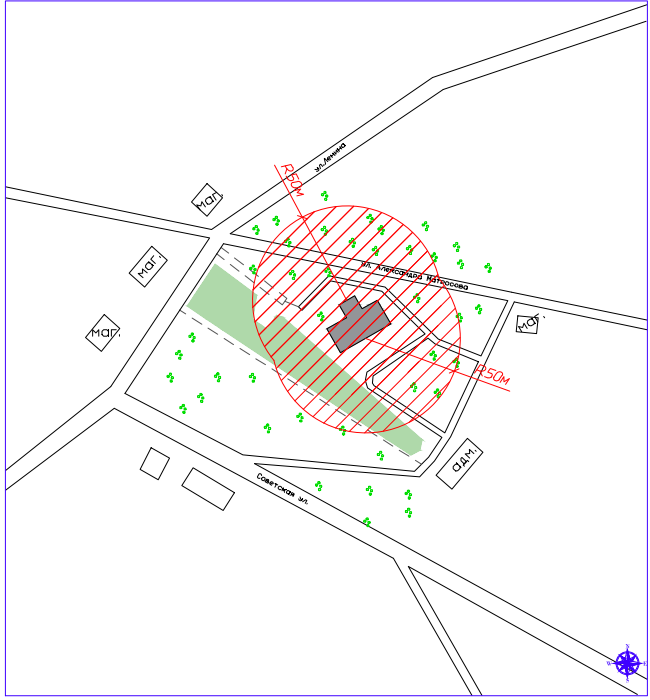 ул.Ленина
R50м
маг.
ул. Александра Матросова
маг.
маг.
маг.
R50м
адм.
Советская ул.